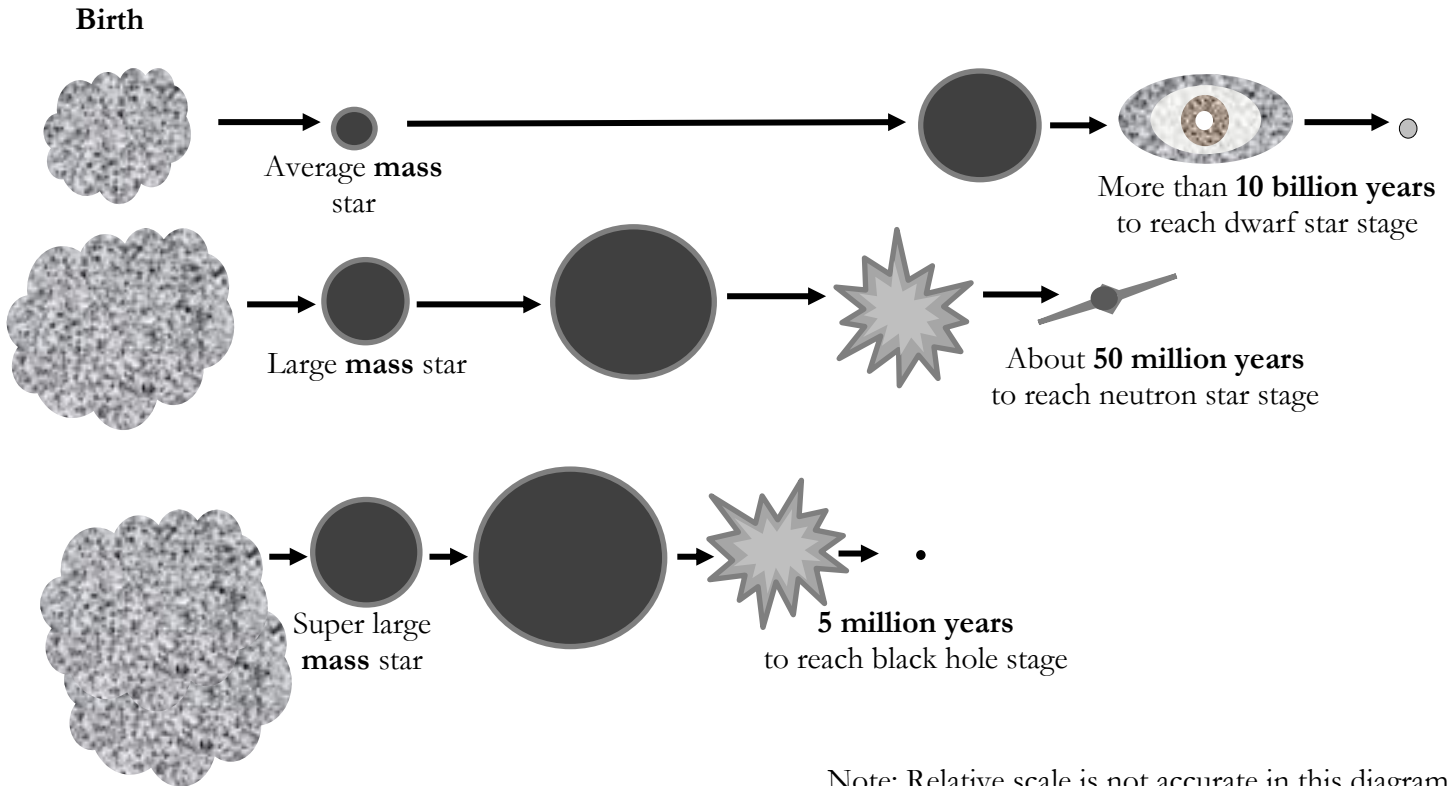 Birth
Average mass
star
More than 10 billion years
to reach dwarf star stage
Large mass star
About 50 million years
to reach neutron star stage
Super large
mass star
5 million years
to reach black hole stage
Note: Relative scale is not accurate in this diagram